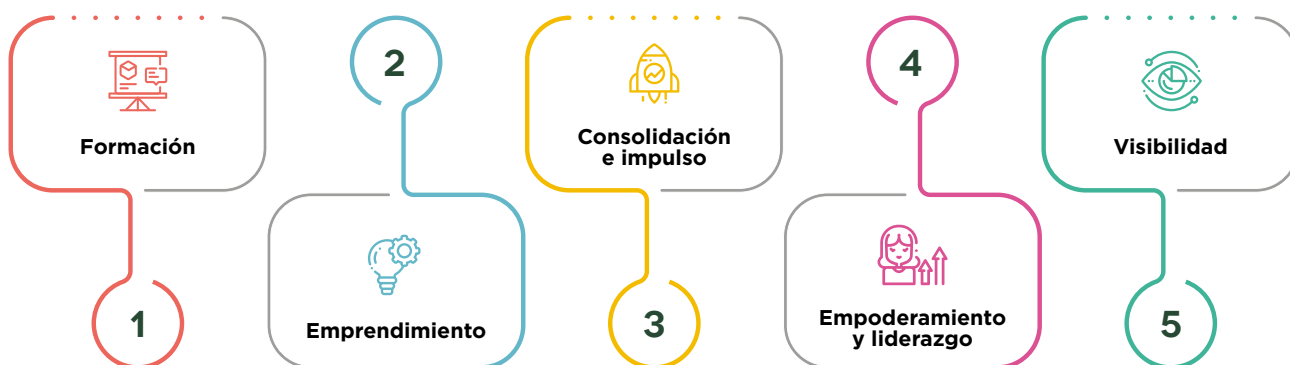 Formación
1
2
Emprendimiento
Consolidación
e impulso
3
4
Empoderamiento
y liderazgo
Visibilidad
5